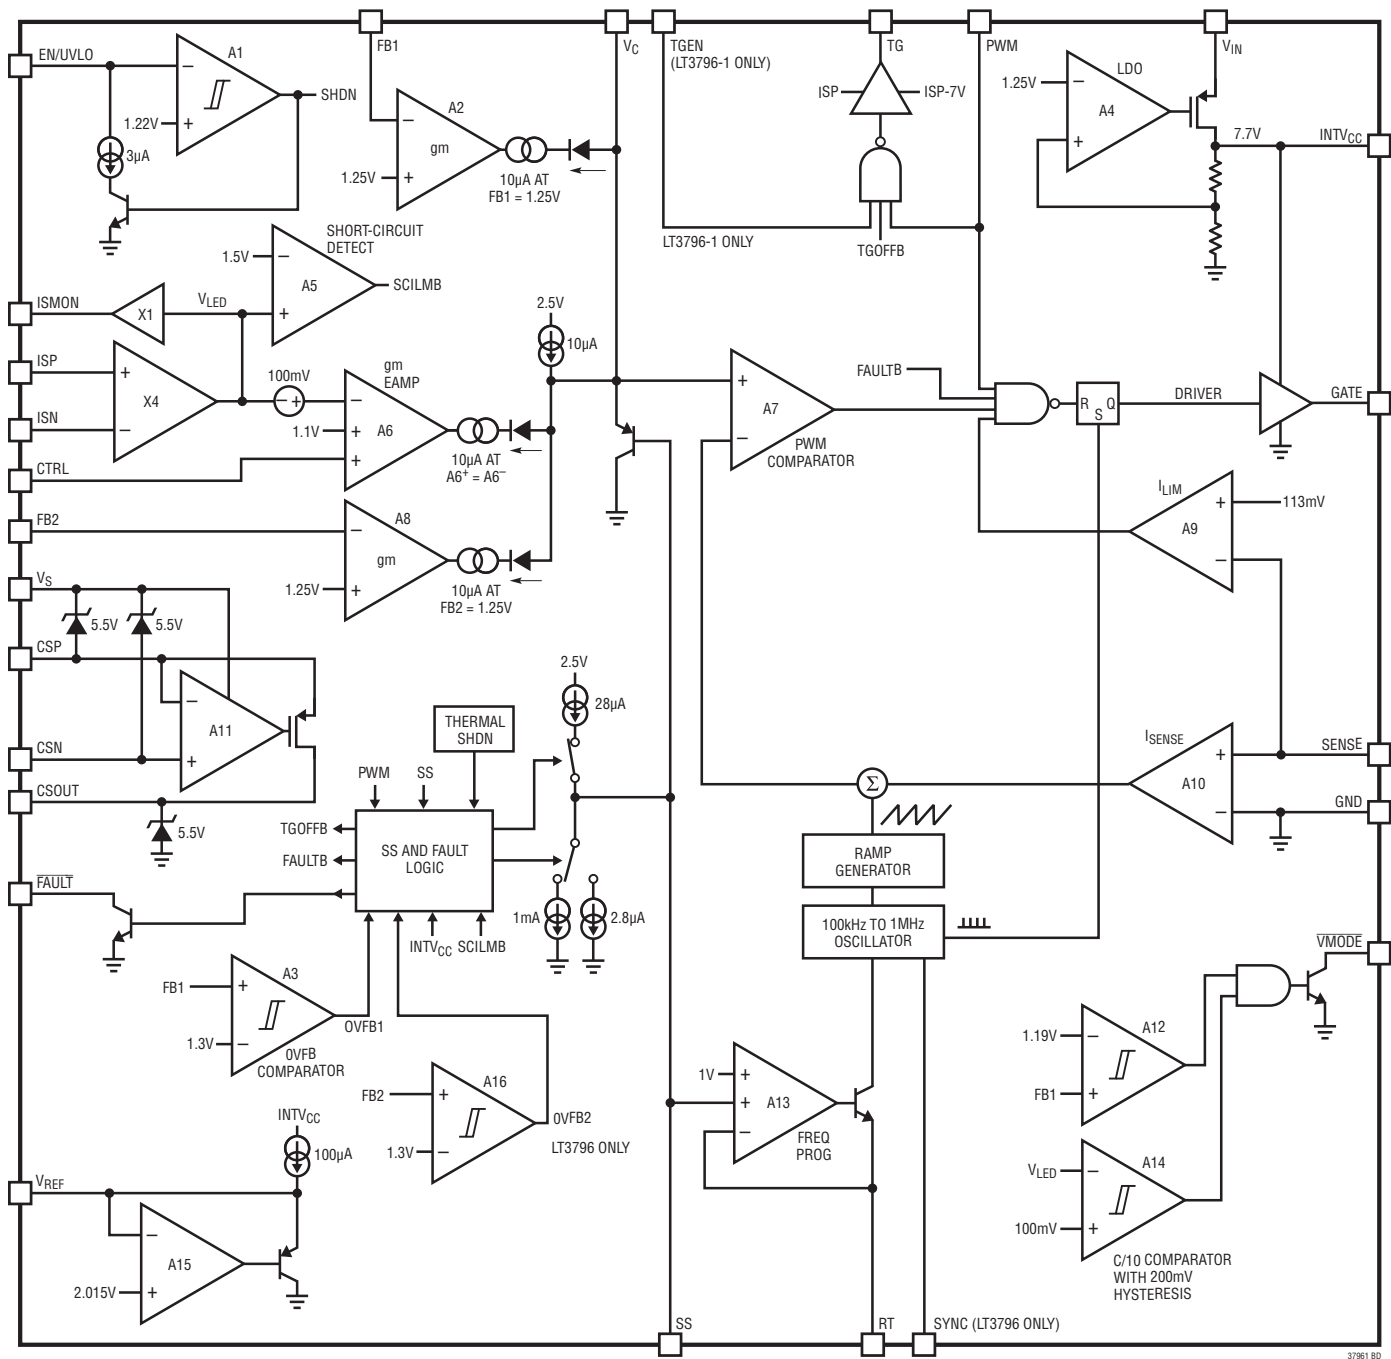 EN/UVLO
A1
FB1
VC
TGEN
(LT3796-1 ONLY)
TG
PWM
VIN
−
SHDN
1.22V
+
3µA
A2
−
gm
1.25V
+
10µA AT
FB1 = 1.25V
ISP
ISP-7V
LDO
1.25V
−
A4
+
7.7V
INTVCC
LT3796-1 ONLY
TGOFFB
SHORT-CIRCUIT
DETECT
1.5V
−
A5
SCILMB
+
ISMON
X1
VLED
2.5V
10µA
ISP
+
X4
ISN
−
100mV
− +
gm
EAMP
−
1.1V
+
A6
+
10µA AT
A6+ = A6−
CTRL
FB2
A8
−
gm
1.25V
+
10µA AT
FB2 = 1.25V
+
A7
−
PWM
COMPARATOR
FAULTB
R
S
Q
DRIVER
GATE
ILIM
+
113mV
A9
−
VS
5.5V
5.5V
CSP
−
A11
CSN
+
CSOUT
5.5V
2.5V
28µA
THERMAL
SHDN
PWM
SS
TGOFFB
FAULTB
SS AND FAULT
LOGIC
1mA
2.8µA
INTVCC
SCILMB
FAULT
ISENSE
+
SENSE
A10
−
GND
Σ
RAMP
GENERATOR
100kHz TO 1MHz
OSCILLATOR
VMODE
A3
FB1
+
1.3V
−
OVFB1
OVFB
COMPARATOR
A16
FB2
+
1.3V
−
OVFB2
LT3796 ONLY
1V
+
+
A13
−
FREQ
PROG
A12
1.19V
−
FB1
+
A14
VLED
−
100mV
+
C/10 COMPARATOR
WITH 200mV
HYSTERESIS
INTVCC
100µA
VREF
−
A15
2.015V
+
SS
RT
SYNC (LT3796 ONLY)
37961 BD